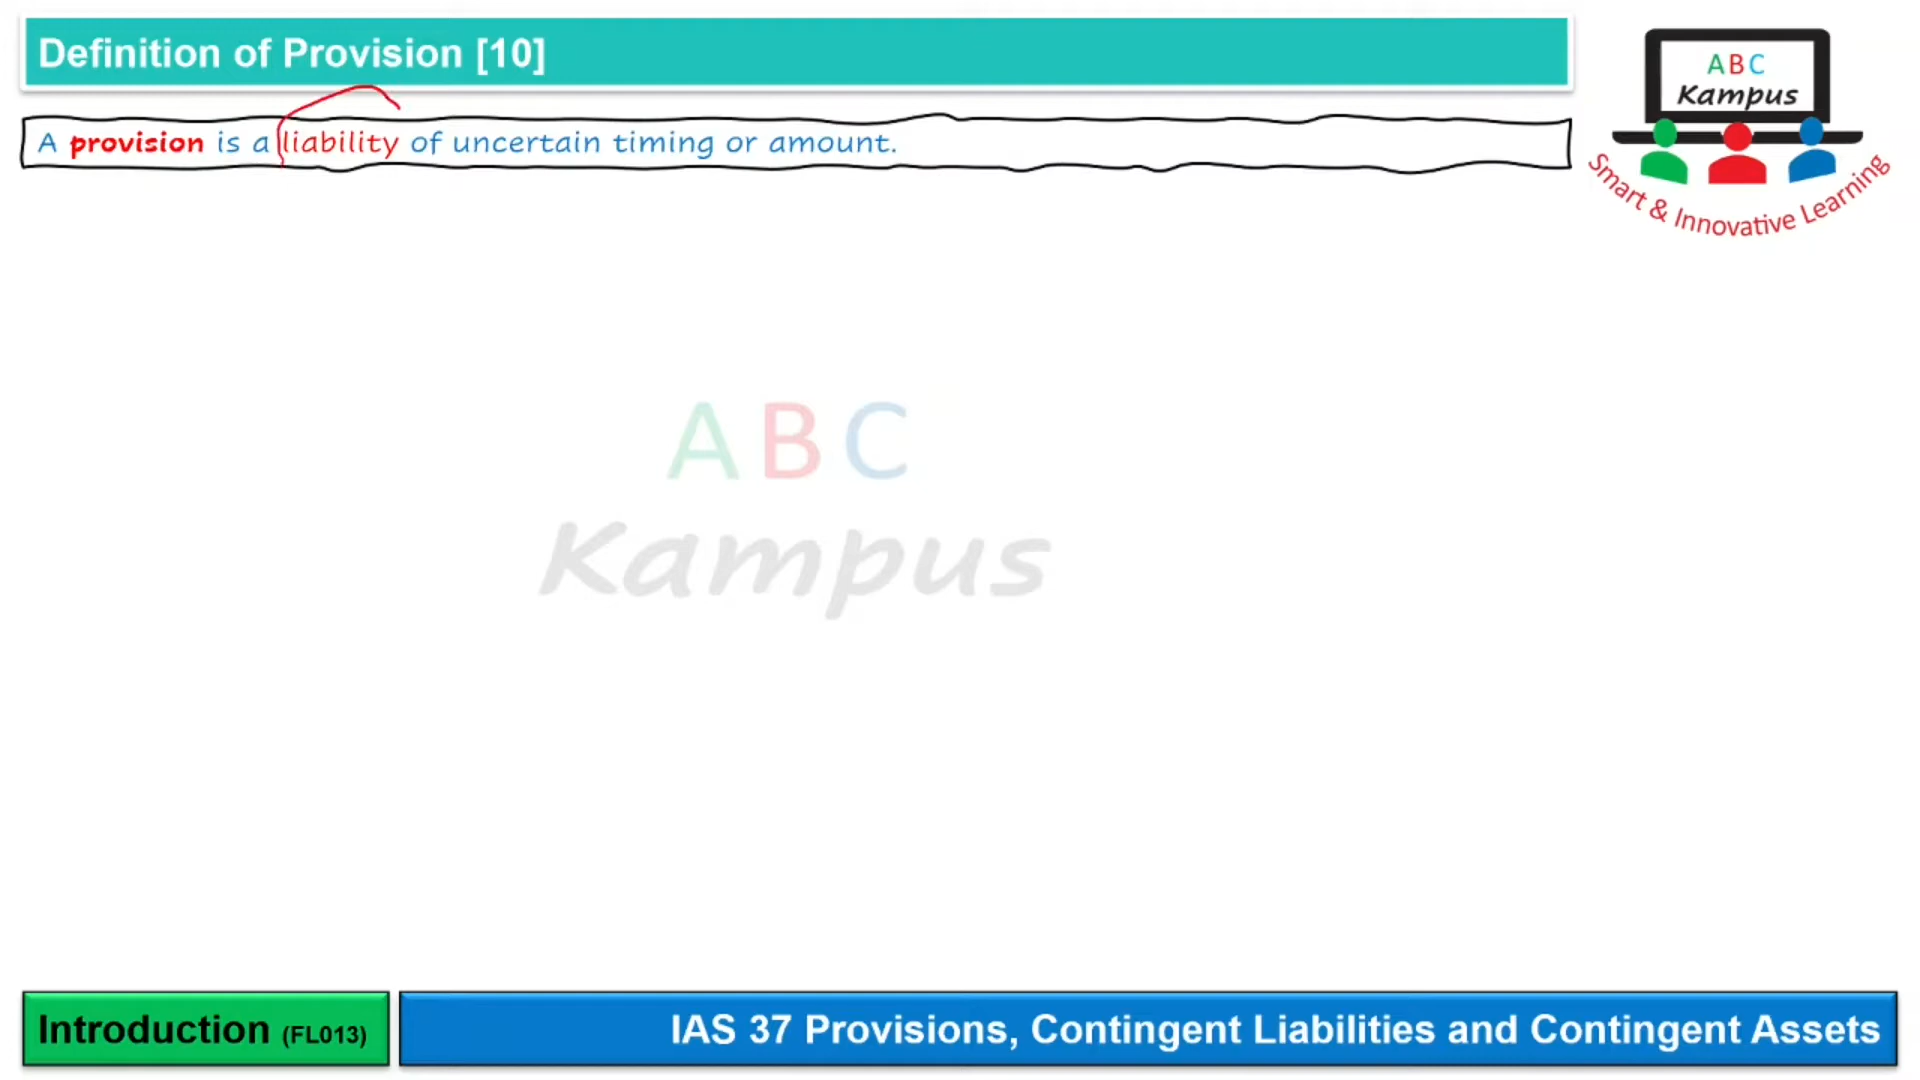 Definition of Provision [10]
A provision is a liability of uncertain timing or amount.
ABC
Kampus
Smart & Innovative Learning
ABC
Kampus
Introduction (FL013)
IAS 37 Provisions, Contingent Liabilities and Contingent Assets